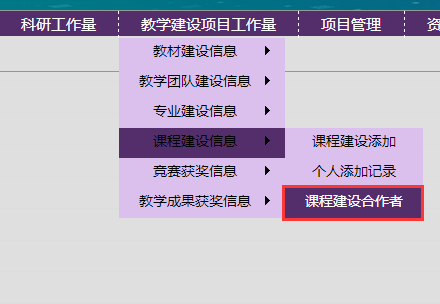 科研工作量
教学建设项目工作量
项目管理
教材建设信息
教学团队建设信息
专业建设信息
课程建设信息
课程建设添加
竞赛获奖信息
个人添加记录
教学成果获奖信息
课程建设合作者